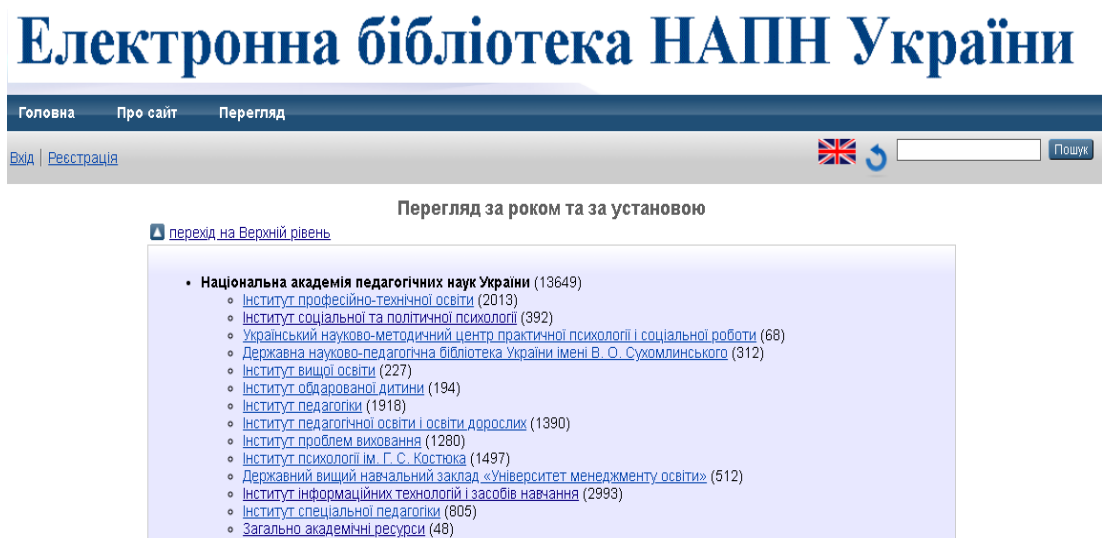 Електронна бібліотека НАПН України
Головна Про сайт Перегляд
Вхід | Реєстрація Пошук
Перегляд за роком та за установою
перехід на Верхній рівень
• Національна академія педагогічних наук України (13649)
Інститут професійно-технічної освіти (2013)
Інститут соціальної та політичної психології (392)
Український науково-методичний центр практичної психології і соціальної роботи (68)
Державна науково-педагогічна бібліотека України імені В. О. Сухомлинського (312)
Інститут вищої освіти (227)
Інститут обдарованої дитини (194)
Інститут педагогіки (1918)
Інститут педагогічної освіти і освіти дорослих (1390)
Інститут проблем виховання (1280)
Інститут психології ім. Г. С. Костюка (1497)
Державний вищий навчальний заклад «Університет менеджменту освіти» (512)
Інститут інформаційних технологій і засобів навчання (2993)
Інститут спеціальної педагогіки (805)
Загально академічні ресурси (48)